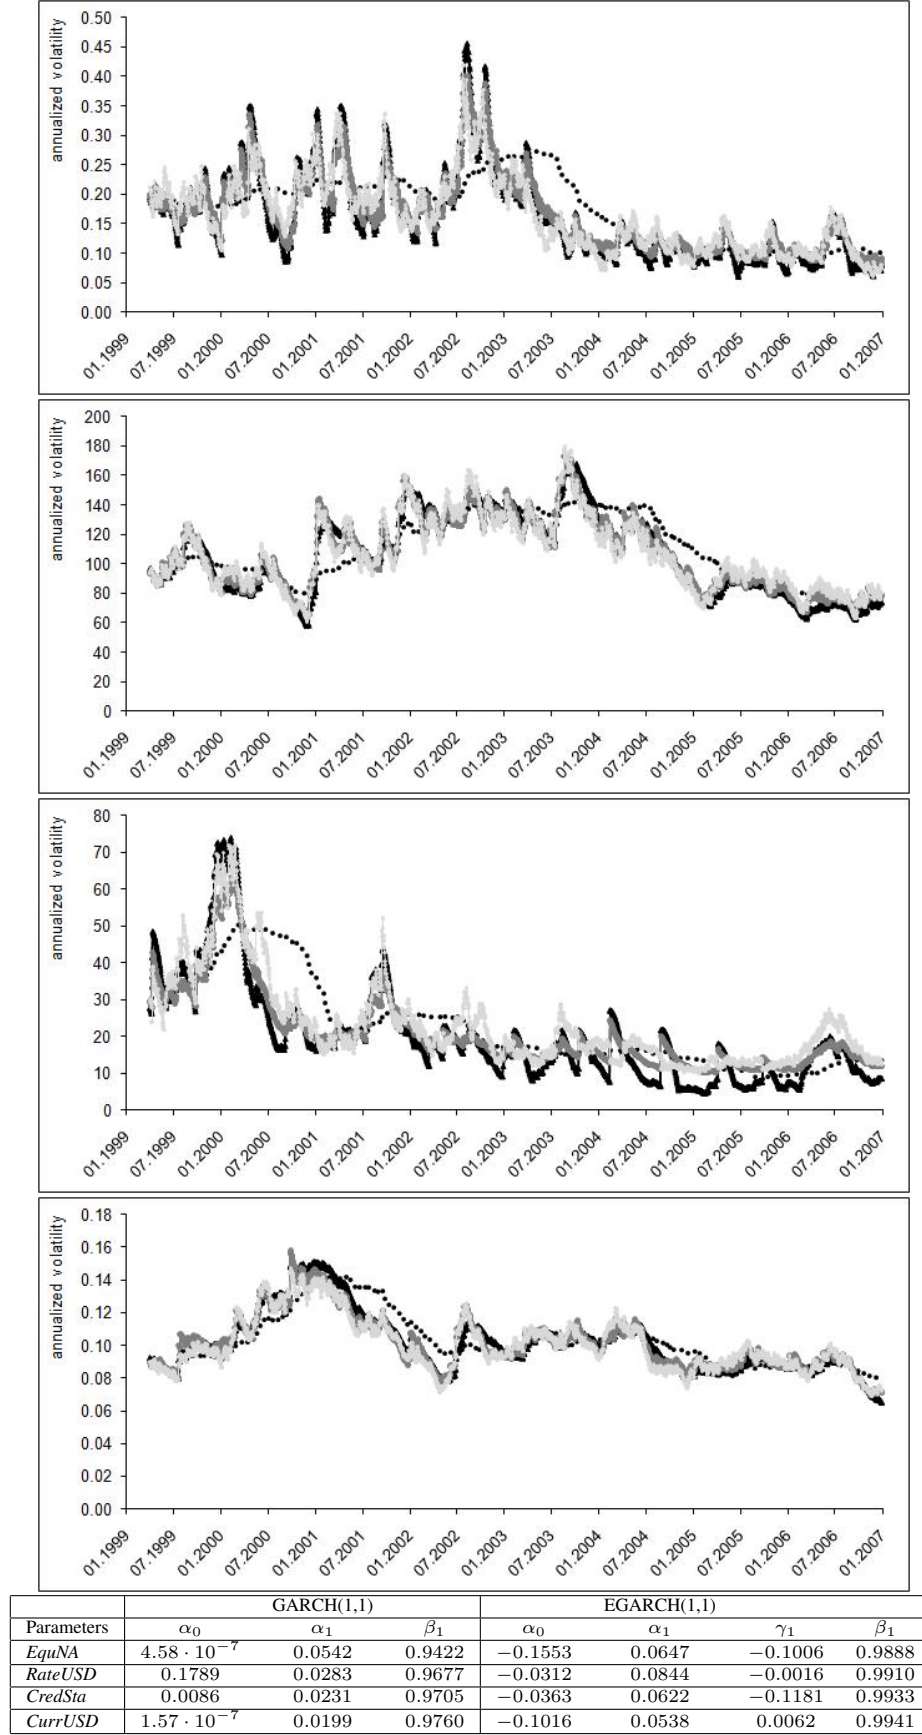 annualized volatility
0.50
0.45
0.40
0.35
0.30
0.25
0.20
0.15
0.10
0.05
0.00
01.1999 07.1999 01.2000 07.2000 01.2001 07.2001 01.2002 07.2002 01.2003 07.2003 01.2004 07.2004 01.2005 07.2005 01.2006 07.2006 01.2007
annualized volatility
200
180
160
140
120
100
80
60
40
20
0
01.1999 07.1999 01.2000 07.2000 01.2001 07.2001 01.2002 07.2002 01.2003 07.2003 01.2004 07.2004 01.2005 07.2005 01.2006 07.2006 01.2007
annualized volatility
80
70
60
50
40
30
20
10
0
01.1999 07.1999 01.2000 07.2000 01.2001 07.2001 01.2002 07.2002 01.2003 07.2003 01.2004 07.2004 01.2005 07.2005 01.2006 07.2006 01.2007
annualized volatility
0.18
0.16
0.14
0.12
0.10
0.08
0.06
0.04
0.02
0.00
01.1999 07.1999 01.2000 07.2000 01.2001 07.2001 01.2002 07.2002 01.2003 07.2003 01.2004 07.2004 01.2005 07.2005 01.2006 07.2006 01.2007
GARCH(1,1) EGARCH(1,1)
Parameters α₀ α₁ β₁ α₀ α₁ γ₁ β₁
EquNA 4.58 · 10⁻⁷ 0.0542 0.9422 −0.1553 0.0647 −0.1006 0.9888
RateUSD 0.1789 0.0283 0.9677 −0.0312 0.0844 −0.0016 0.9910
CredSta 0.0086 0.0231 0.9705 −0.0363 0.0622 −0.1181 0.9933
CurrUSD 1.57 · 10⁻⁷ 0.0199 0.9760 −0.1016 0.0538 0.0062 0.9941